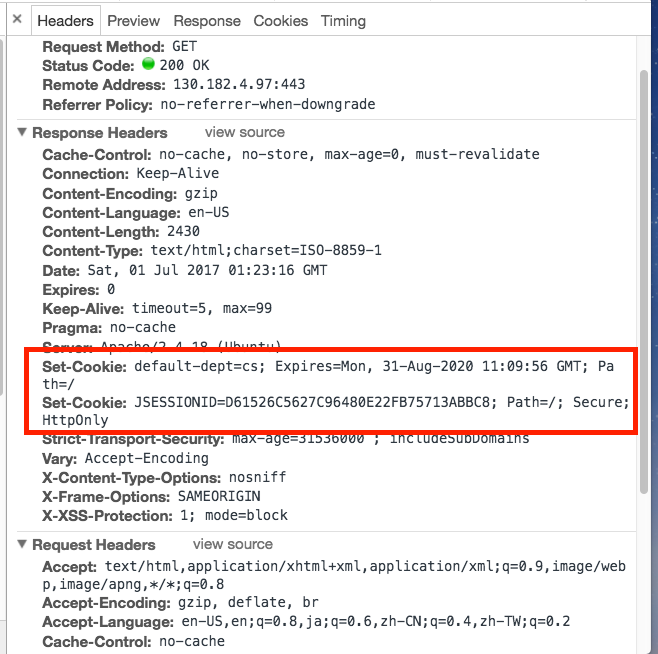 × Headers Preview Response Cookies Timing
Request Method: GET
Status Code: 200 OK
Remote Address: 130.182.4.97:443
Referrer Policy: no-referrer-when-downgrade
▼ Response Headers view source
Cache-Control: no-cache, no-store, max-age=0, must-revalidate
Connection: Keep-Alive
Content-Encoding: gzip
Content-Language: en-US
Content-Length: 2430
Content-Type: text/html;charset=ISO-8859-1
Date: Sat, 01 Jul 2017 01:23:16 GMT
Expires: 0
Keep-Alive: timeout=5, max=99
Pragma: no-cache
Server: Apache/2.4.18 (Ubuntu)
Set-Cookie: default-dept=cs; Expires=Mon, 31-Aug-2020 11:09:56 GMT; Pa
th=/
Set-Cookie: JSESSIONID=D61526C5627C96480E22FB75713ABBC8; Path=/; Secure;
HttpOnly
Strict-Transport-Security: max-age=31536000 ; includeSubDomains
Vary: Accept-Encoding
X-Content-Type-Options: nosniff
X-Frame-Options: SAMEORIGIN
X-XSS-Protection: 1; mode=block
▼ Request Headers view source
Accept: text/html,application/xhtml+xml,application/xml;q=0.9,image/web
p,image/apng,*/*;q=0.8
Accept-Encoding: gzip, deflate, br
Accept-Language: en-US,en;q=0.8,ja;q=0.6,zh-CN;q=0.4,zh-TW;q=0.2
Cache-Control: no-cache